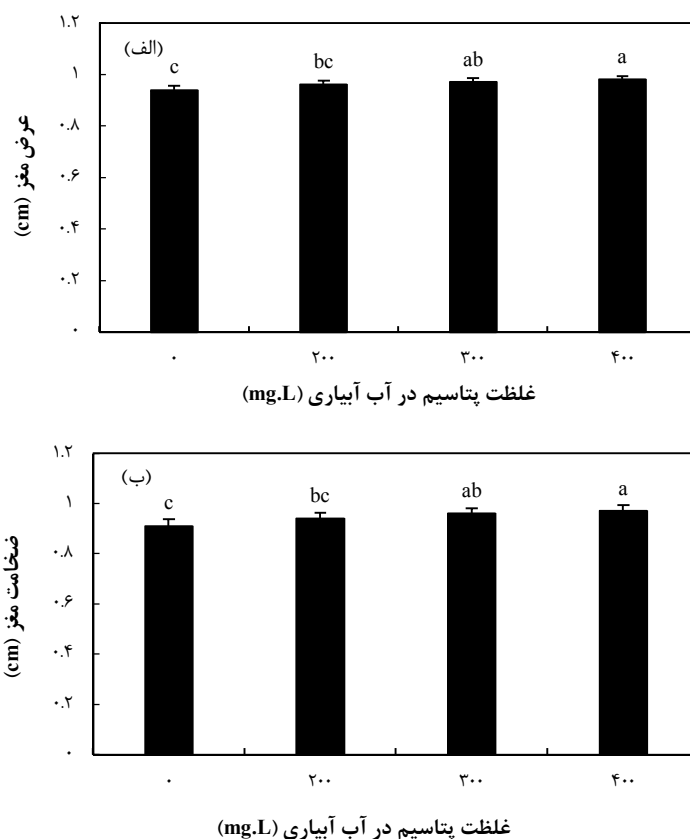 ۱.۲
(الف)
c bc ab a
۱
۰.۸
۰.۶
۰.۴
۰.۲
۰
عرض مغز (cm)
۰ ۲۰۰ ۳۰۰ ۴۰۰
غلظت پتاسیم در آب آبیاری (mg.L)
۱.۲
(ب)
c bc ab a
۱
۰.۸
۰.۶
۰.۴
۰.۲
۰
ضخامت مغز (cm)
۰ ۲۰۰ ۳۰۰ ۴۰۰
غلظت پتاسیم در آب آبیاری (mg.L)